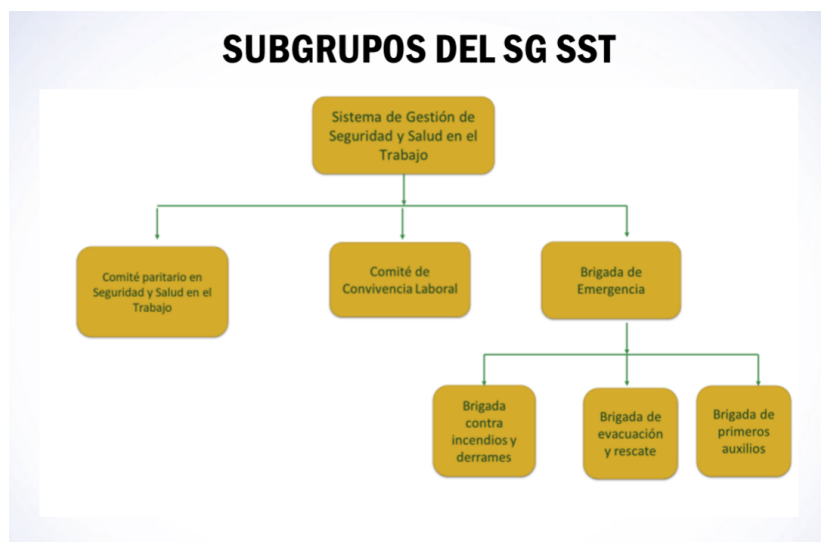 SUBGRUPOS DEL SG SST
Sistema de Gestión de
Seguridad y Salud en el
Trabajo
Comité paritario en
Seguridad y Salud en el
Trabajo
Comité de
Convivencia Laboral
Brigada de
Emergencia
Brigada
contra
incendios y
derrames
Brigada de
evacuación
y rescate
Brigada de
primeros
auxilios